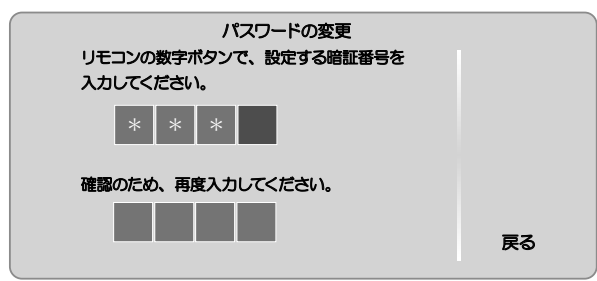 パスワードの変更
リモコンの数字ボタンで、設定する暗証番号を
入力してください。
＊ ＊ ＊
確認のため、再度入力してください。
戻る